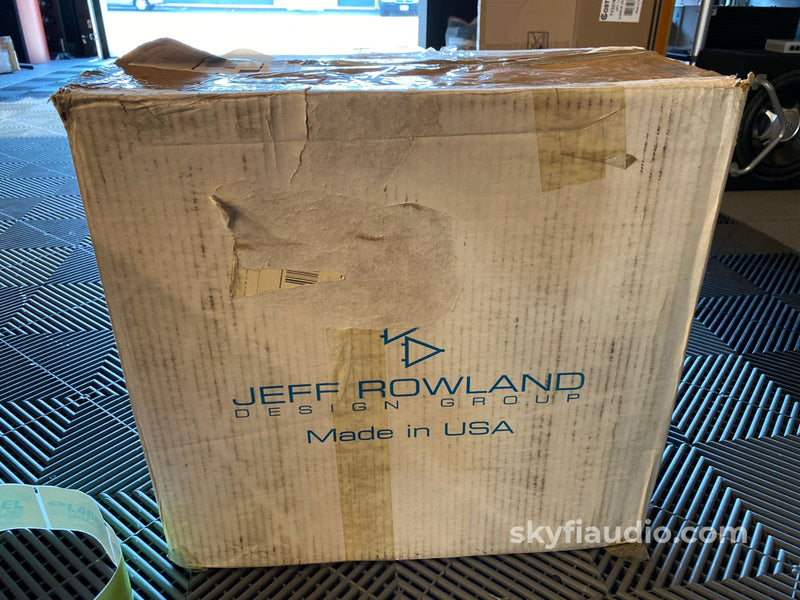 JEFF ROWLAND
DESIGN GROUP
Made in USA
skyfiaudio.com